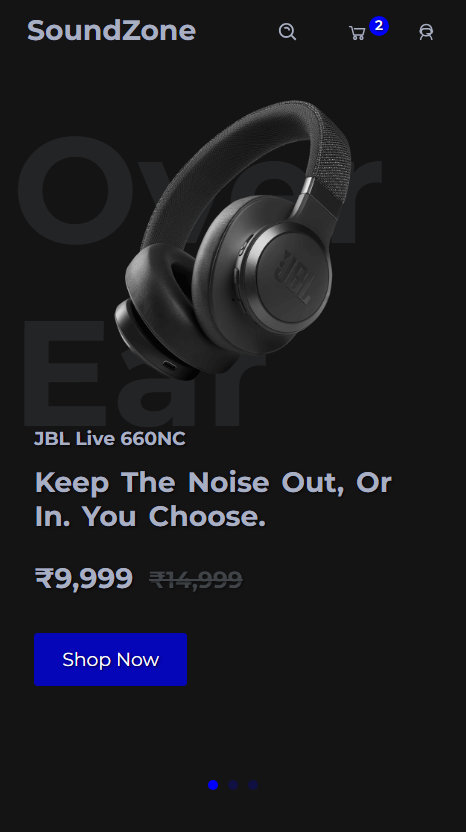 SoundZone
2
Over
JBL
Ear
JBL Live 660NC
Keep The Noise Out, Or
In. You Choose.
₹9,999 ₹14,999
Shop Now